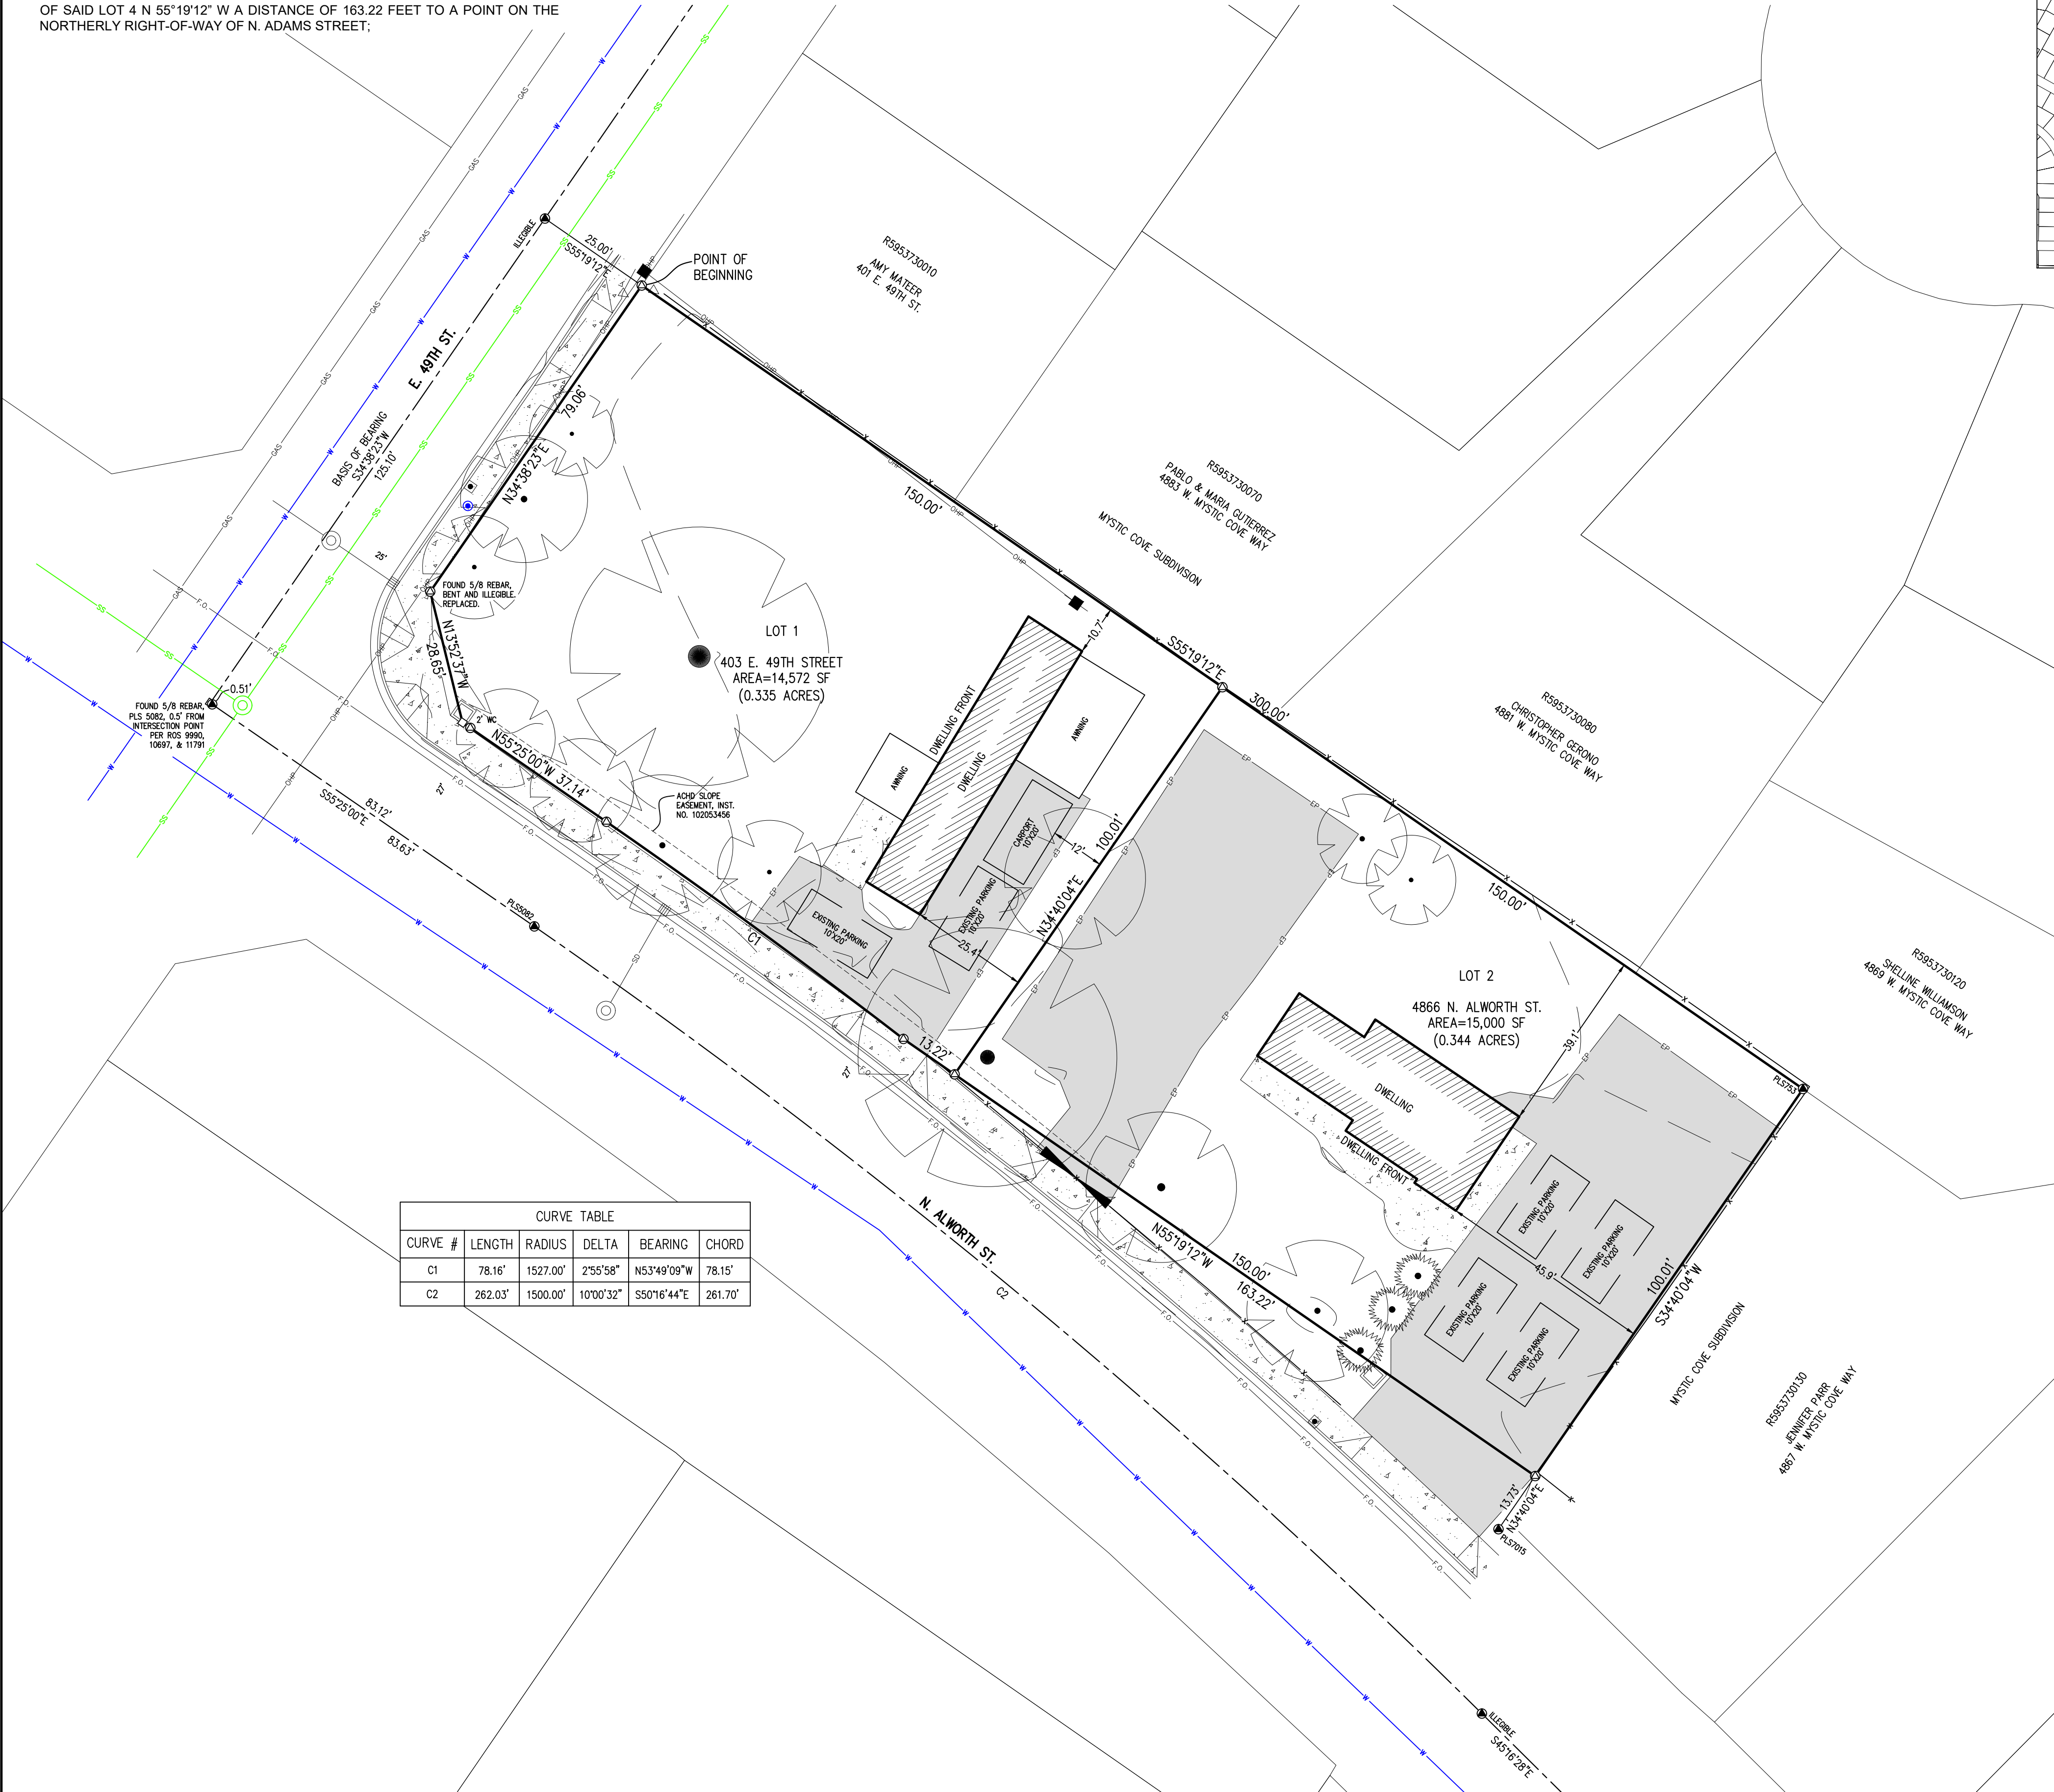 OF SAID LOT 4 N 55°19'12" W A DISTANCE OF 163.22 FEET TO A POINT ON THE
NORTHERLY RIGHT-OF-WAY OF N. ADAMS STREET;
ILLEGIBLE
25.00'
S55°19'12"E
POINT OF
BEGINNING
R5953730010
AMY MATEER
401 E. 49TH ST.
E. 49TH ST.
BASIS OF BEARING
S34°38'23"W
125.10'
79.06'
N34°38'23"E
150.00'
R5953730070
PABLO & MARIA GUTIERREZ
4883 W. MYSTIC COVE WAY
MYSTIC COVE SUBDIVISION
25'
FOUND 5/8 REBAR,
BENT AND ILLEGIBLE.
REPLACED.
N13°52'37"W
28.65'
LOT 1
403 E. 49TH STREET
AREA=14,572 SF
(0.335 ACRES)
10.7'
S55°19'12"E
300.00'
R5953730080
CHRISTOPHER GERONO
4881 W. MYSTIC COVE WAY
0.51'
FOUND 5/8 REBAR,
PLS 5082, 0.5' FROM
INTERSECTION POINT
PER ROS 9990,
10697, & 11791
2' WC
N55°25'00"W 37.14'
DWELLING FRONT
DWELLING
AWNING
AWNING
ACHD SLOPE
EASEMENT, INST.
NO. 102053456
27'
83.12'
S55°25'00"E
83.63'
PLS5082
CARPORT
10'X20'
12'
100.01'
N34°40'04"E
EXISTING PARKING
10'X20'
EXISTING PARKING
10'X20'
25.4'
C1
SD
13.22'
27'
150.00'
LOT 2
4866 N. ALWORTH ST.
AREA=15,000 SF
(0.344 ACRES)
39.1'
R5953730120
SHELLINE WILLIAMSON
4869 W. MYSTIC COVE WAY
PLS753
DWELLING
DWELLING FRONT
EXISTING PARKING
10'X20'
EXISTING PARKING
10'X20'
EXISTING PARKING
10'X20'
EXISTING PARKING
10'X20'
45.9'
100.01'
S34°40'04"W
N. ALWORTH ST.
C2
N55°19'12"W
150.00'
163.22'
MYSTIC COVE SUBDIVISION
R5953730130
JENNIFER PARR
4867 W. MYSTIC COVE WAY
13.73'
N34°40'04"E
PLS7015
CURVE TABLE
CURVE # LENGTH RADIUS DELTA BEARING CHORD
C1 78.16' 1527.00' 2°55'58" N53°49'09"W 78.15'
C2 262.03' 1500.00' 10°00'32" S50°16'44"E 261.70'
ILLEGIBLE
S45°16'28"E